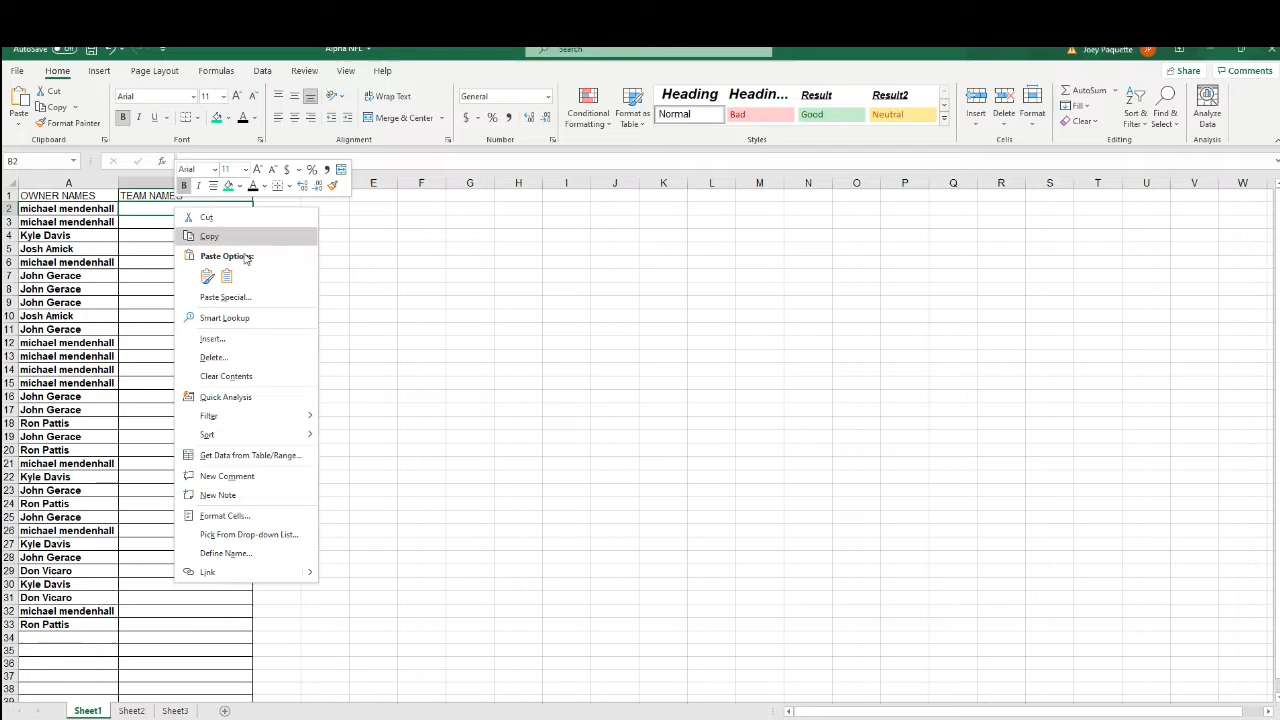 AutoSave Off
Alpha NFL
Search
Joey Paquette JP
File Home Insert Page Layout Formulas Data Review View Help
Share Comments
Paste
Cut
Copy
Format Painter
Clipboard
Arial 11
B I U
Font
Wrap Text
Merge & Center
Alignment
General
$ % ,
Number
Conditional
Formatting
Format as
Table
Heading Headin... Result Result2
Normal Bad Good Neutral
Styles
Insert Delete Format
Cells
AutoSum
Fill
Clear
Sort &
Filter
Find &
Select
Editing
Analyze
Data
Analysis
B2
fx
Arial 11 $ % ,
B I A
A E F G H I J K L M N O P Q R S T U V W
1 OWNER NAMES TEAM NAMES
2 michael mendenhall
3 michael mendenhall
4 Kyle Davis
5 Josh Amick
6 michael mendenhall
7 John Gerace
8 John Gerace
9 John Gerace
10 Josh Amick
11 John Gerace
12 michael mendenhall
13 michael mendenhall
14 michael mendenhall
15 michael mendenhall
16 John Gerace
17 John Gerace
18 Ron Pattis
19 John Gerace
20 Ron Pattis
21 michael mendenhall
22 Kyle Davis
23 John Gerace
24 Ron Pattis
25 John Gerace
26 michael mendenhall
27 Kyle Davis
28 John Gerace
29 Don Vicaro
30 Kyle Davis
31 Don Vicaro
32 michael mendenhall
33 Ron Pattis
34
35
36
37
38
39
Cut
Copy
Paste Options:
Paste Special...
Smart Lookup
Insert...
Delete...
Clear Contents
Quick Analysis
Filter
Sort
Get Data from Table/Range...
New Comment
New Note
Format Cells...
Pick From Drop-down List...
Define Name...
Link
Sheet1 Sheet2 Sheet3